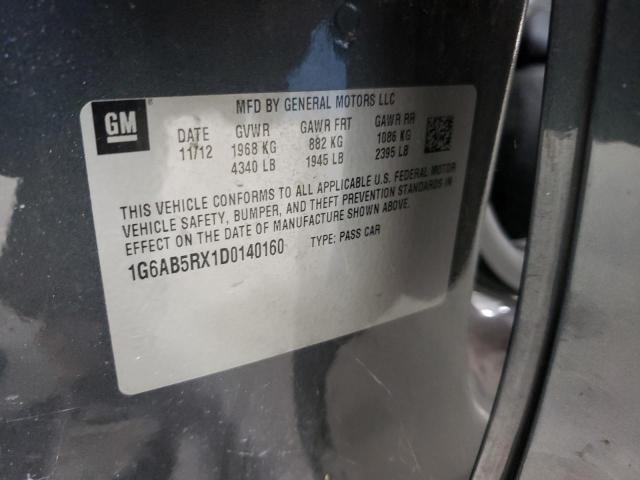 MFD BY GENERAL MOTORS LLC
GM
DATE GVWR GAWR FRT GAWR RR
11/12 1968 KG 882 KG 1086 KG
4340 LB 1945 LB 2395 LB
THIS VEHICLE CONFORMS TO ALL APPLICABLE U.S. FEDERAL MOTOR
VEHICLE SAFETY, BUMPER, AND THEFT PREVENTION STANDARDS IN
EFFECT ON THE DATE OF MANUFACTURE SHOWN ABOVE.
1G6AB5RX1D0140160 TYPE: PASS CAR